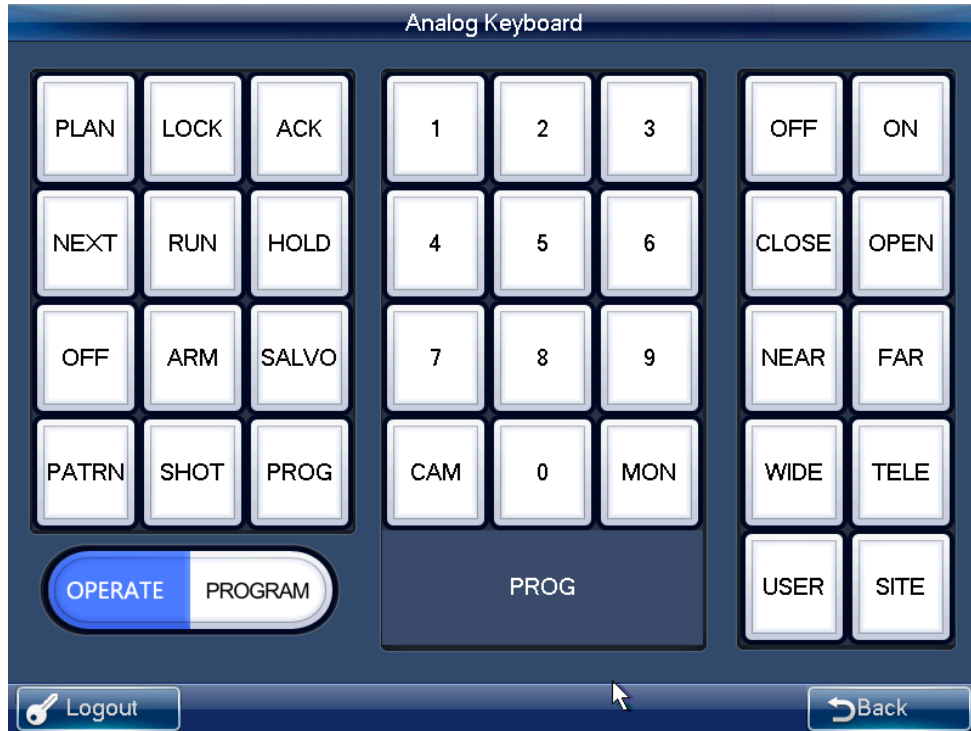 Analog Keyboard
PLAN LOCK ACK 1 2 3 OFF ON
NEXT RUN HOLD 4 5 6 CLOSE OPEN
OFF ARM SALVO 7 8 9 NEAR FAR
PATRN SHOT PROG CAM 0 MON WIDE TELE
OPERATE PROGRAM PROG USER SITE
Logout Back